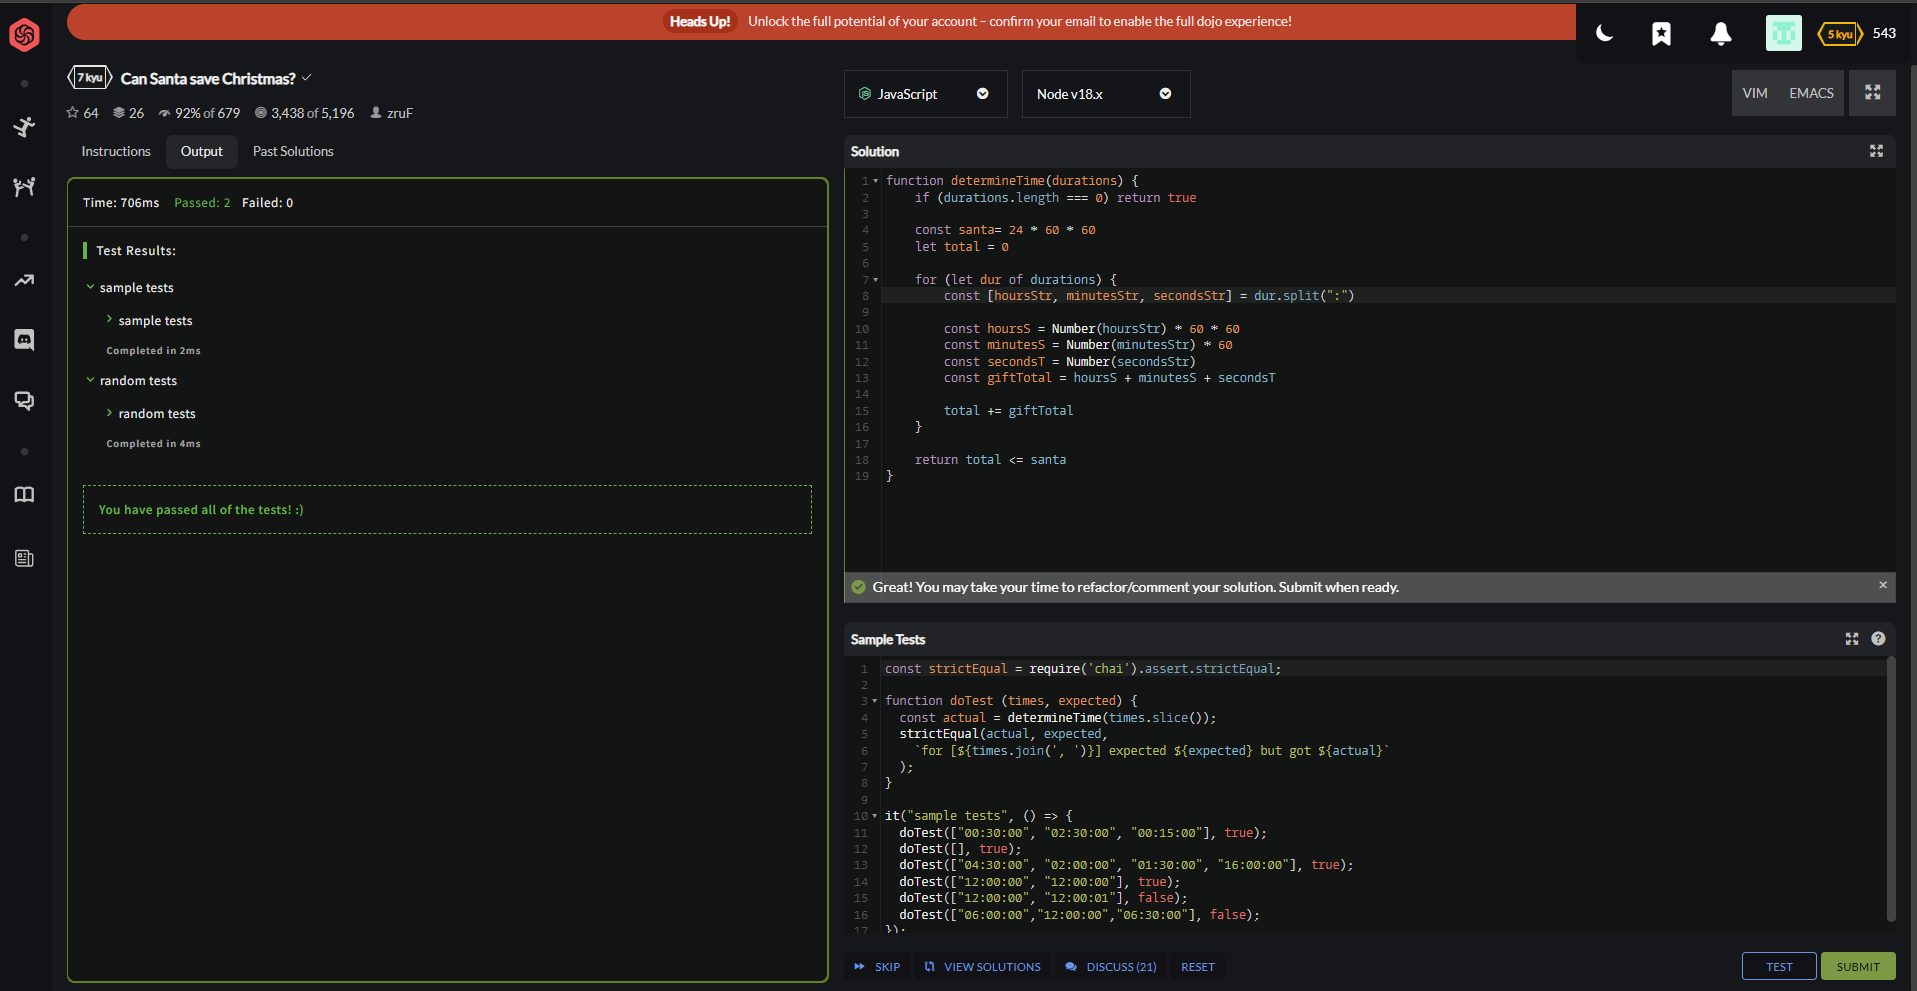 Heads Up! Unlock the full potential of your account – confirm your email to enable the full dojo experience!
5 kyu 543
7 kyu Can Santa save Christmas?
64 26 92% of 679 3,438 of 5,196 zruF
Instructions Output Past Solutions
Time: 706ms Passed: 2 Failed: 0
Test Results:
sample tests
sample tests
Completed in 2ms
random tests
random tests
Completed in 4ms
You have passed all of the tests! :)
JavaScript Node v18.x VIM EMACS
Solution
1 function determineTime(durations) {
2     if (durations.length === 0) return true
3
4     const santa= 24 * 60 * 60
5     let total = 0
6
7     for (let dur of durations) {
8         const [hoursStr, minutesStr, secondsStr] = dur.split(":")
9
10         const hoursS = Number(hoursStr) * 60 * 60
11         const minutesS = Number(minutesStr) * 60
12         const secondsT = Number(secondsStr)
13         const giftTotal = hoursS + minutesS + secondsT
14
15         total += giftTotal
16     }
17
18     return total <= santa
19 }
Great! You may take your time to refactor/comment your solution. Submit when ready.
Sample Tests
1 const strictEqual = require('chai').assert.strictEqual;
2
3 function doTest (times, expected) {
4   const actual = determineTime(times.slice());
5   strictEqual(actual, expected,
6     `for [${times.join(', ')}] expected ${expected} but got ${actual}`
7   );
8 }
9
10 it("sample tests", () => {
11   doTest(["00:30:00", "02:30:00", "00:15:00"], true);
12   doTest([], true);
13   doTest(["04:30:00", "02:00:00", "01:30:00", "16:00:00"], true);
14   doTest(["12:00:00", "12:00:00"], true);
15   doTest(["12:00:00", "12:00:01"], false);
16   doTest(["06:00:00","12:00:00","06:30:00"], false);
17 });
SKIP VIEW SOLUTIONS DISCUSS (21) RESET TEST SUBMIT